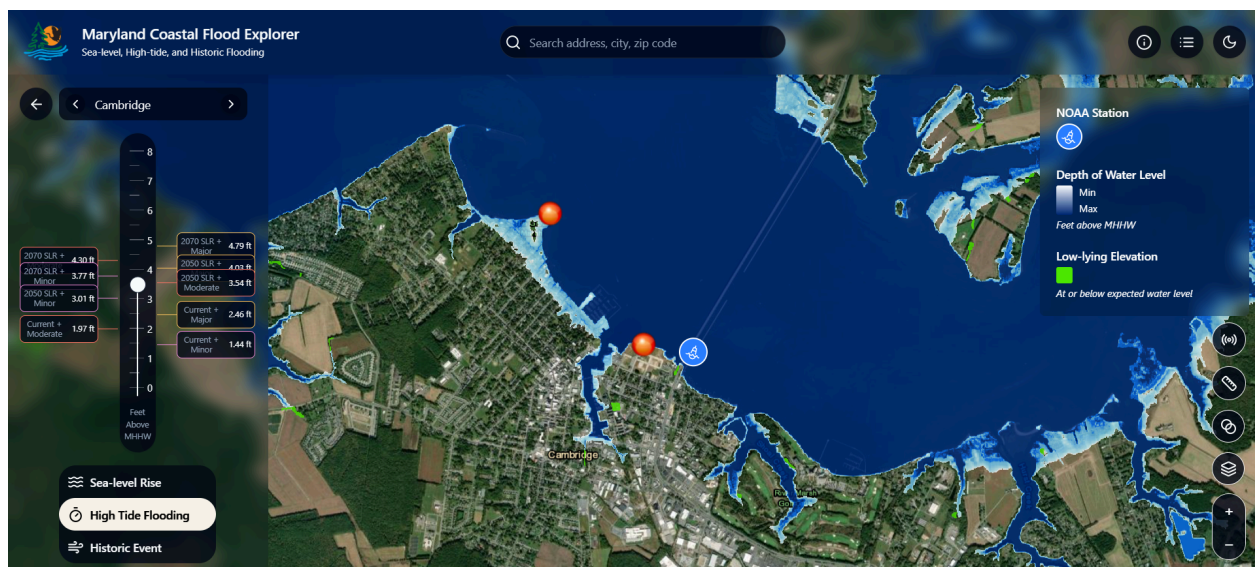 Maryland Coastal Flood Explorer
Sea-level, High-tide, and Historic Flooding
Search address, city, zip code
Cambridge
8
7
6
5
4
3
2
1
0
Feet
Above
MHHW
2070 SLR +
4.30 ft
2070 SLR +
Minor
3.77 ft
2050 SLR +
Minor
3.01 ft
Current +
Moderate
1.97 ft
2070 SLR +
Major
4.79 ft
2050 SLR +
4.03 ft
2050 SLR +
Moderate
3.54 ft
Current +
Major
2.46 ft
Current +
Minor
1.44 ft
Sea-level Rise
High Tide Flooding
Historic Event
Cambridge
NOAA Station
Depth of Water Level
Min
Max
Feet above MHHW
Low-lying Elevation
At or below expected water level